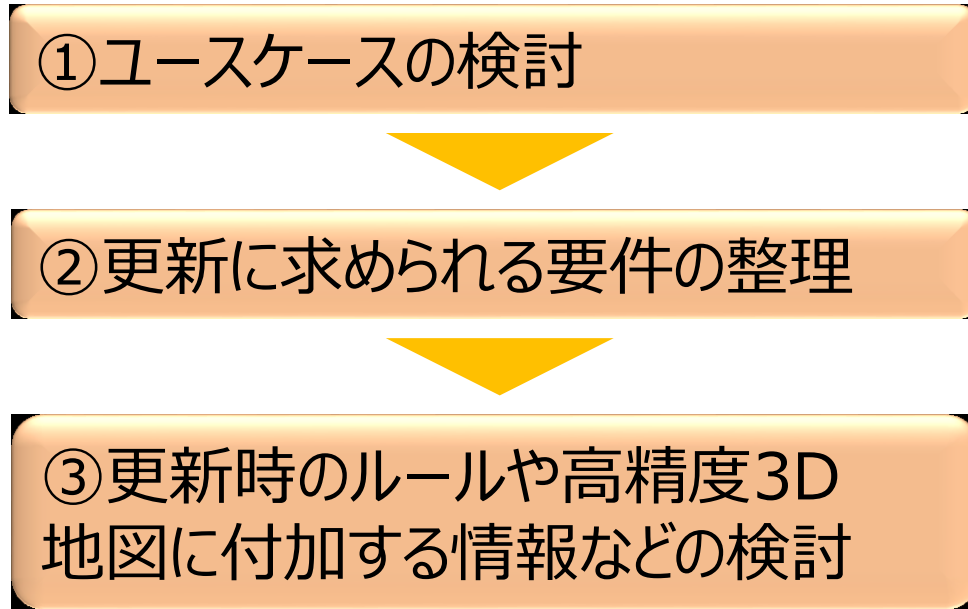 ①ユースケースの検討
②更新に求められる要件の整理
③更新時のルールや高精度3D
地図に付加する情報などの検討